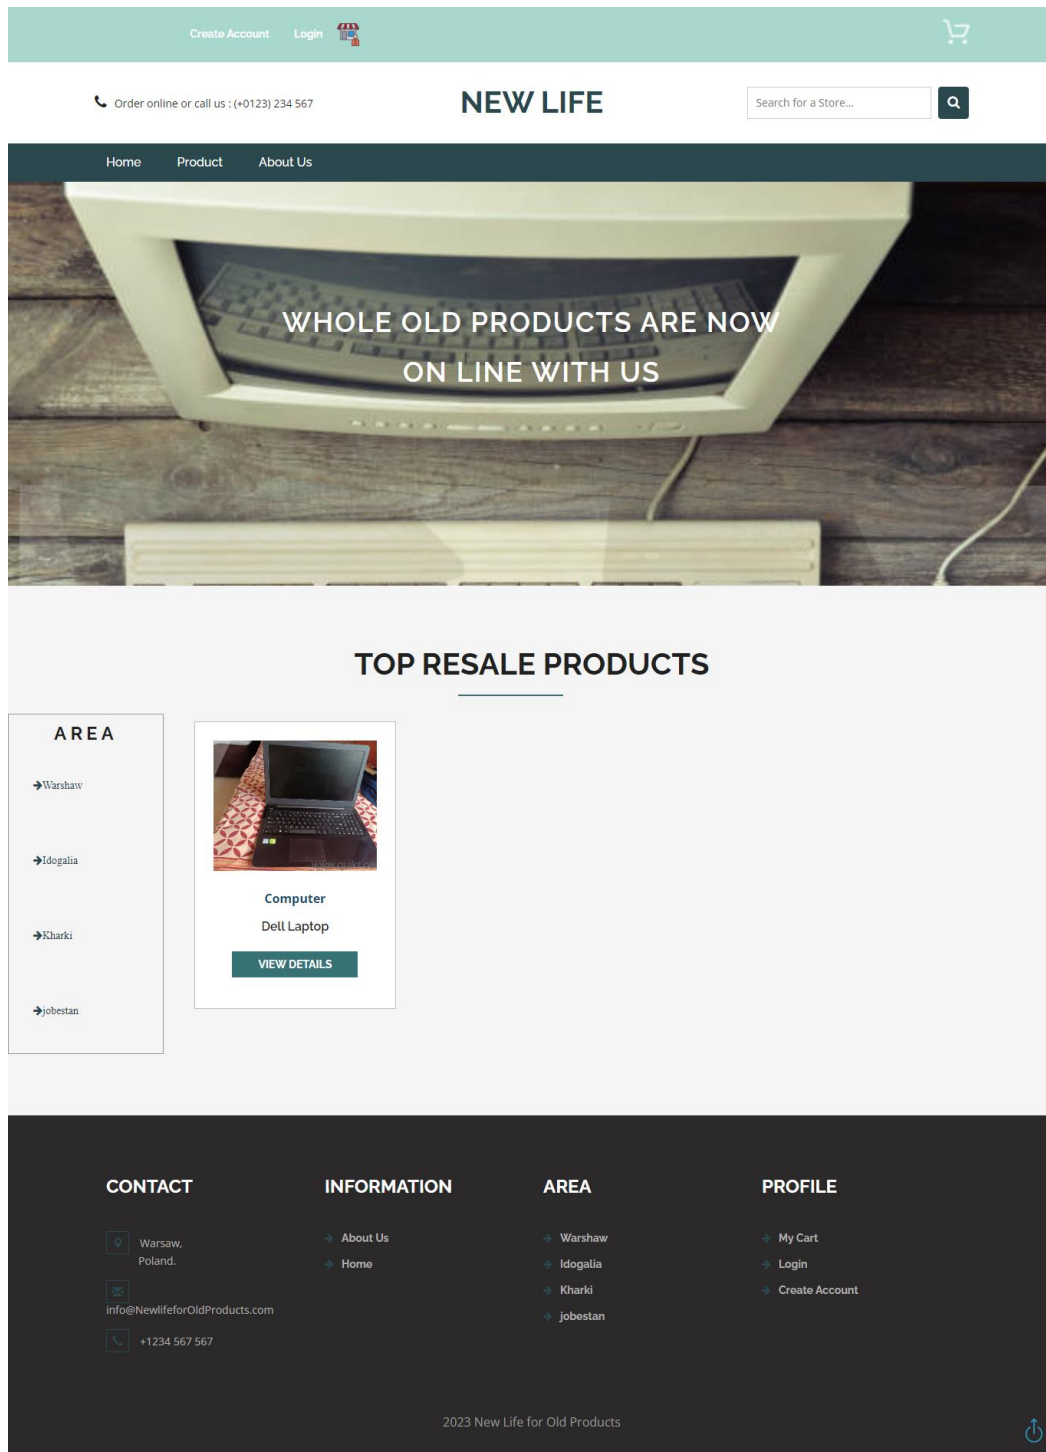 Create Account Login
Order online or call us : (+0123) 234 567
NEW LIFE
Search for a Store...
Home Product About Us
WHOLE OLD PRODUCTS ARE NOW
ON LINE WITH US
TOP RESALE PRODUCTS
AREA
Warshaw
Idogalia
Kharki
jobestan
Computer
Dell Laptop
VIEW DETAILS
CONTACT
Warsaw,
Poland.
info@NewlifeforOldProducts.com
+1234 567 567
INFORMATION
About Us
Home
AREA
Warshaw
Idogalia
Kharki
jobestan
PROFILE
My Cart
Login
Create Account
2023 New Life for Old Products